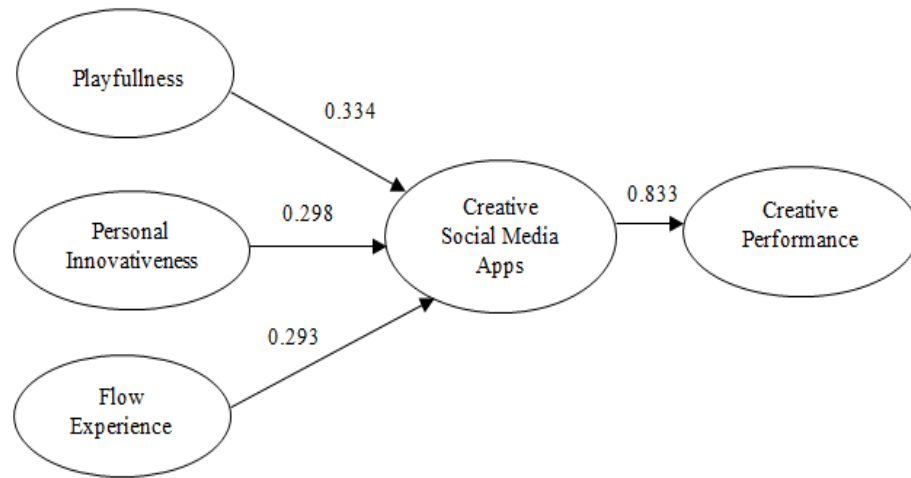 Playfullness
0.334
Personal
Innovativeness
0.298
Creative
Social Media
Apps
0.833
Creative
Performance
0.293
Flow
Experience